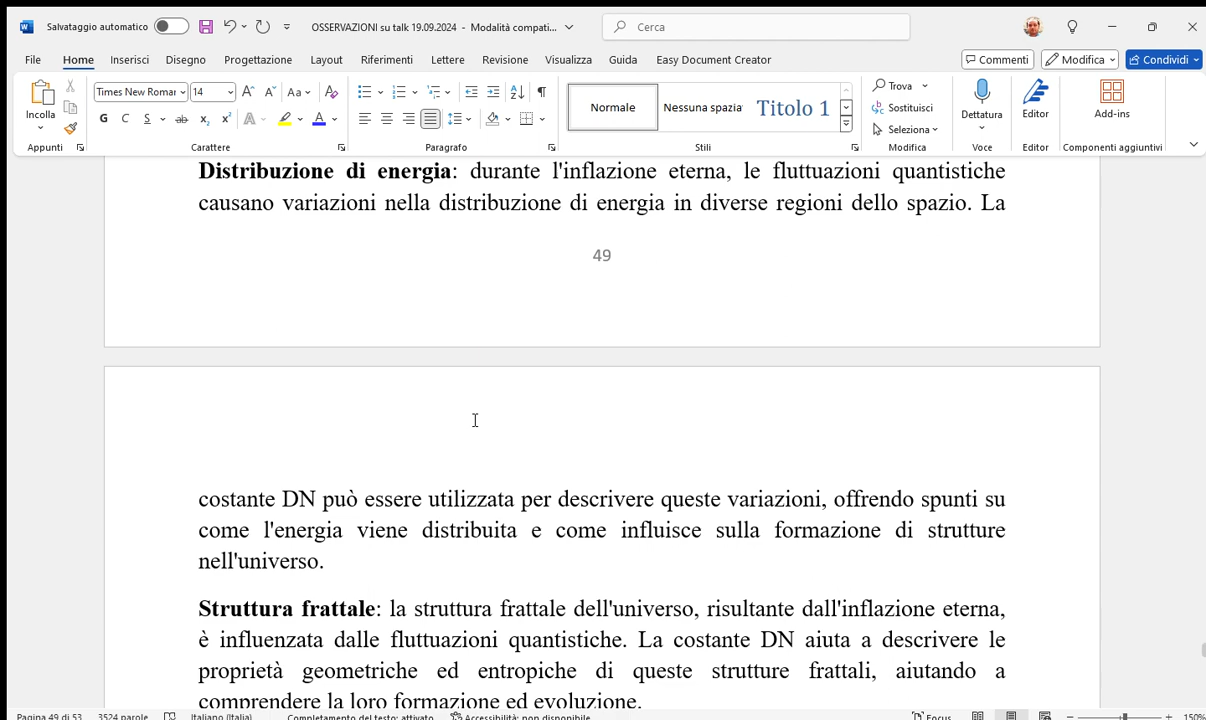 Salvataggio automatico
OSSERVAZIONI su talk 19.09.2024 - Modalità compati...
Cerca
File Home Inserisci Disegno Progettazione Layout Riferimenti Lettere Revisione Visualizza Guida Easy Document Creator
Commenti Modifica Condividi
Incolla
Times New Romar 14
Aa
G C S ab x₂ x² A A
Normale Nessuna spazia Titolo 1
Trova
Sostituisci
Seleziona
Dettatura
Editor
Add-ins
Appunti Carattere Paragrafo Stili Modifica Voce Editor Componenti aggiuntivi
Distribuzione di energia: durante l'inflazione eterna, le fluttuazioni quantistiche
causano variazioni nella distribuzione di energia in diverse regioni dello spazio. La
49
costante DN può essere utilizzata per descrivere queste variazioni, offrendo spunti su
come l'energia viene distribuita e come influisce sulla formazione di strutture
nell'universo.
Struttura frattale: la struttura frattale dell'universo, risultante dall'inflazione eterna,
è influenzata dalle fluttuazioni quantistiche. La costante DN aiuta a descrivere le
proprietà geometriche ed entropiche di queste strutture frattali, aiutando a
comprendere la loro formazione ed evoluzione.
Pagina 49 di 53 3524 parole Italiano (Italia) Completamento del testo: attivato Accessibilità: non disponibile Focus 150%